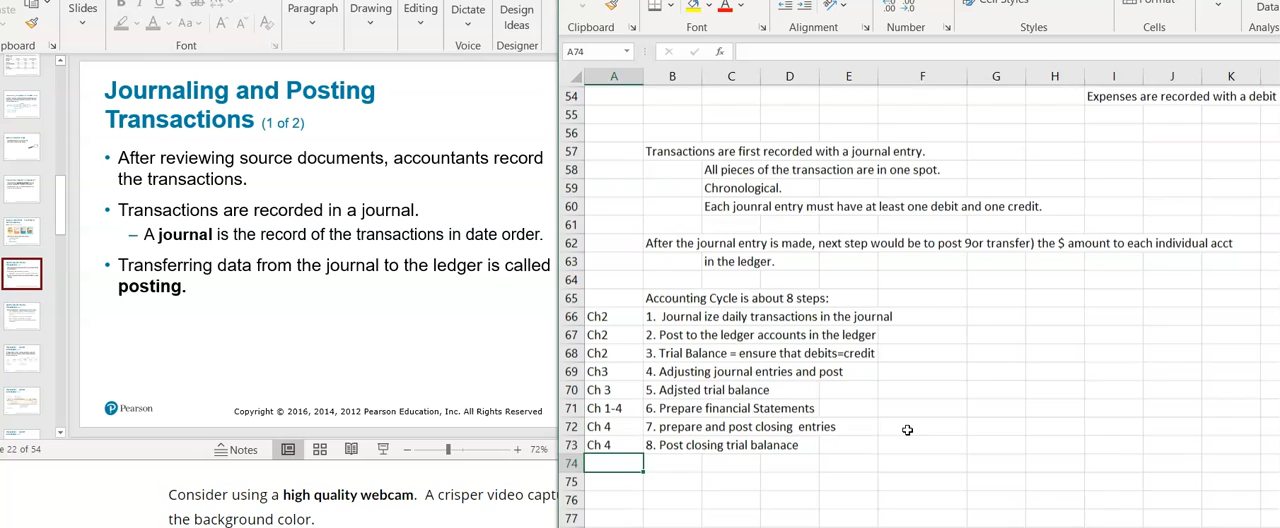 Slides
Paragraph
Drawing
Editing
Dictate
Design
Ideas
Font
Voice
Designer
Journaling and Posting
Transactions (1 of 2)
• After reviewing source documents, accountants record
the transactions.
• Transactions are recorded in a journal.
– A journal is the record of the transactions in date order.
• Transferring data from the journal to the ledger is called
posting.
Pearson
Copyright © 2016, 2014, 2012 Pearson Education, Inc. All Rights Reserved
22 of 54
Notes
72%
Consider using a high quality webcam. A crisper video
the background color.
Clipboard
Font
Alignment
Number
Styles
Cells
A74
fx
A B C D E F G H I J K
54 Expenses are recorded with a debit
55
56
57 Transactions are first recorded with a journal entry.
58 All pieces of the transaction are in one spot.
59 Chronological.
60 Each jounral entry must have at least one debit and one credit.
61
62 After the journal entry is made, next step would be to post 9or transfer) the $ amount to each individual acct
63 in the ledger.
64
65 Accounting Cycle is about 8 steps:
66 Ch2 1. Journal ize daily transactions in the journal
67 Ch2 2. Post to the ledger accounts in the ledger
68 Ch2 3. Trial Balance = ensure that debits=credit
69 Ch3 4. Adjusting journal entries and post
70 Ch 3 5. Adjsted trial balance
71 Ch 1-4 6. Prepare financial Statements
72 Ch 4 7. prepare and post closing entries
73 Ch 4 8. Post closing trial balanace
74
75
76
77